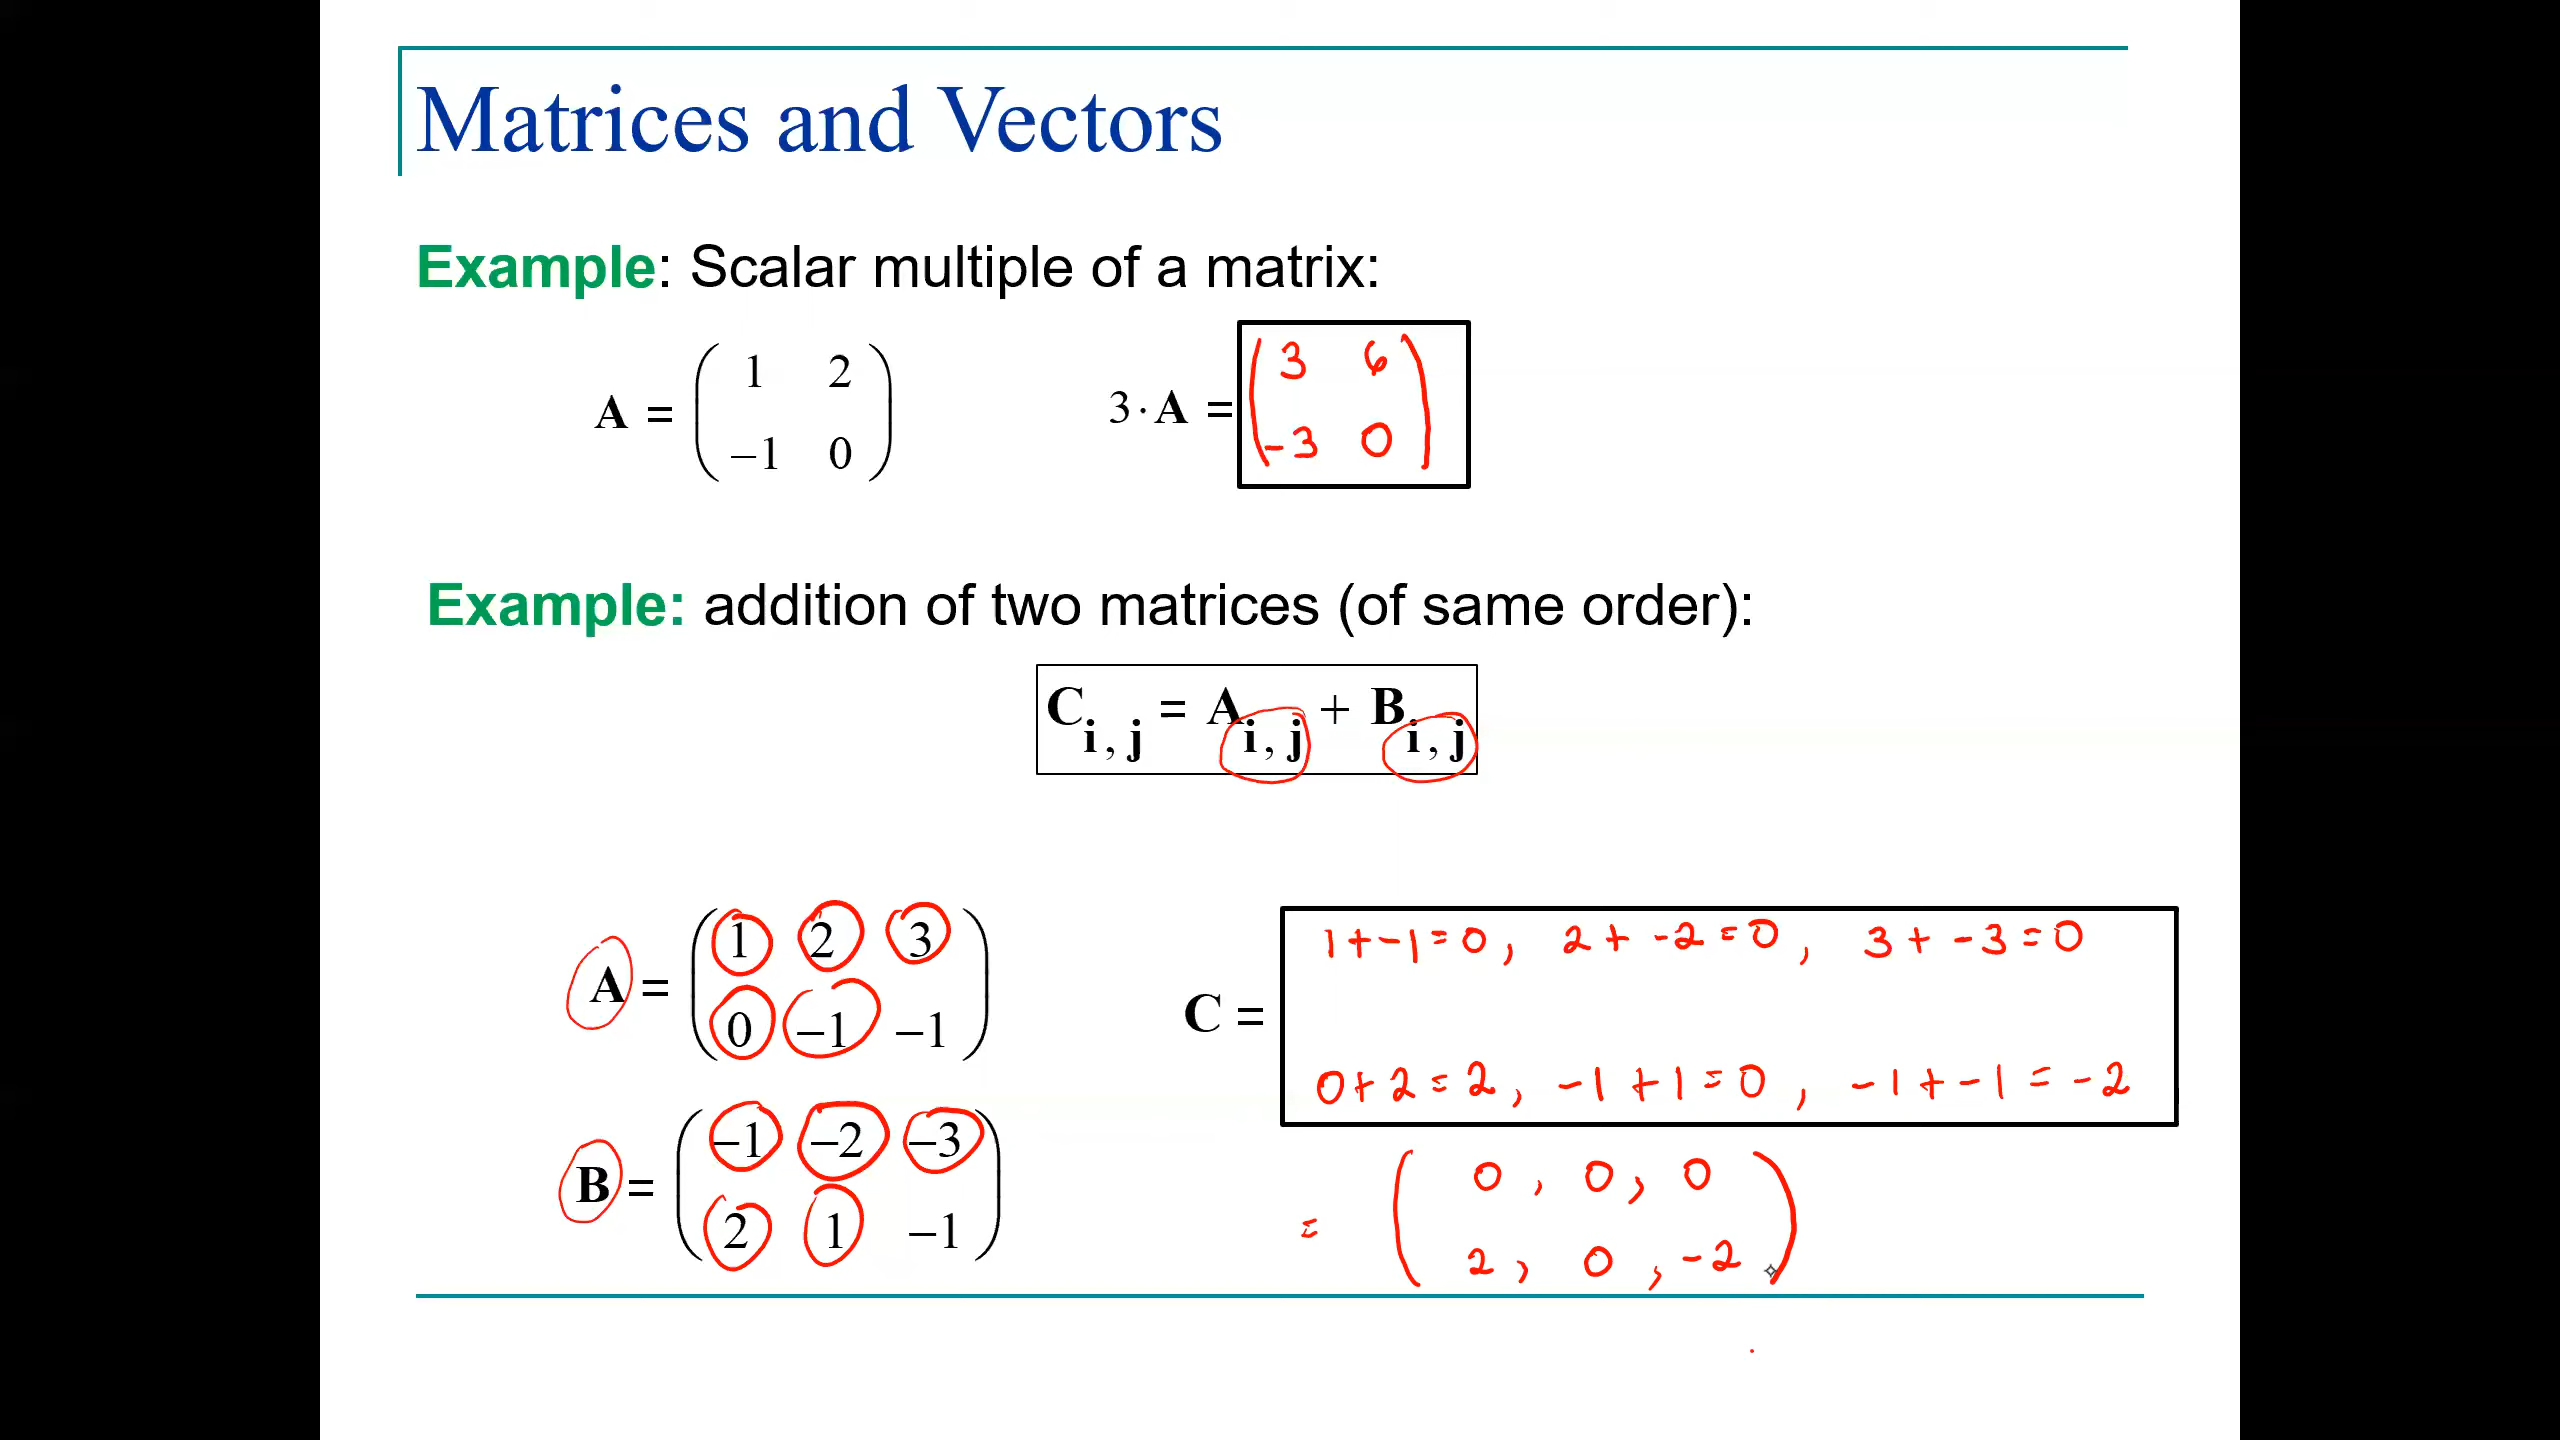 Matrices and Vectors
Example: Scalar multiple of a matrix:
A = ( 1 2
−1 0 )
3·A = ( 3 6
-3 0 )
Example: addition of two matrices (of same order):
C i , j = A i , j + B i , j
A = ( 1 2 3
0 −1 −1 )
B = ( −1 −2 −3
2 1 −1 )
C =
1+-1=0, 2+-2=0, 3+-3=0
0+2=2, -1+1=0, -1+-1=-2
= ( 0, 0, 0
2, 0, -2 )